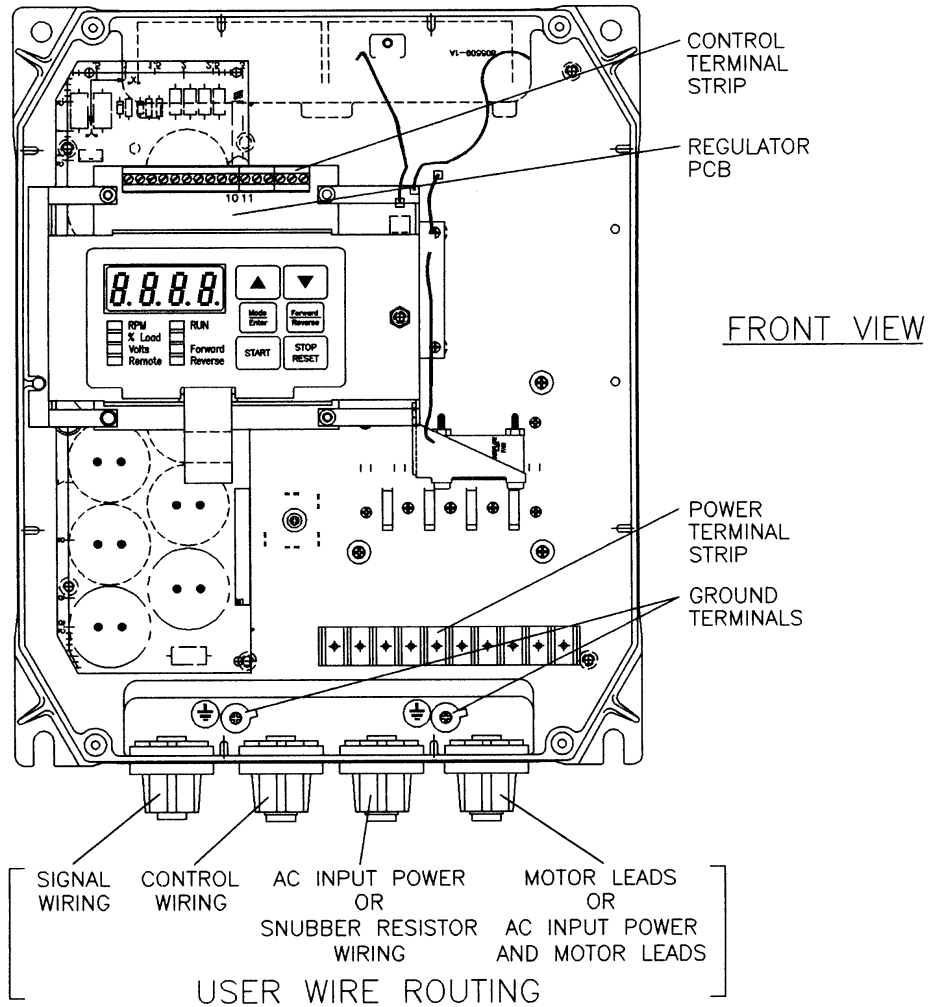 CONTROL
TERMINAL
STRIP
REGULATOR
PCB
10 11
8.8.8.8.
RPM
% Load
Volts
Remote
RUN
Forward
Reverse
Mode
Enter
Forward
Reverse
START
STOP
RESET
FRONT VIEW
POWER
TERMINAL
STRIP
GROUND
TERMINALS
SIGNAL
WIRING
CONTROL
WIRING
AC INPUT POWER
OR
SNUBBER RESISTOR
WIRING
MOTOR LEADS
OR
AC INPUT POWER
AND MOTOR LEADS
USER WIRE ROUTING